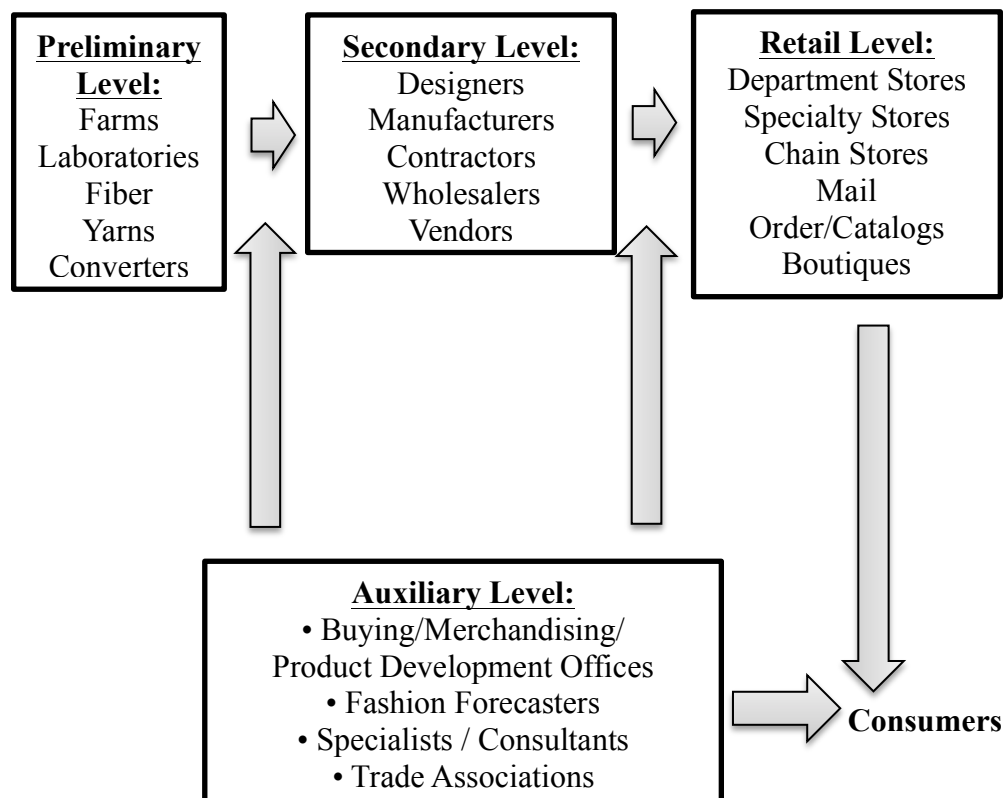 Preliminary
Level:
Farms
Laboratories
Fiber
Yarns
Converters
Secondary Level:
Designers
Manufacturers
Contractors
Wholesalers
Vendors
Retail Level:
Department Stores
Specialty Stores
Chain Stores
Mail
Order/Catalogs
Boutiques
Auxiliary Level:
• Buying/Merchandising/
Product Development Offices
• Fashion Forecasters
• Specialists / Consultants
• Trade Associations
Consumers